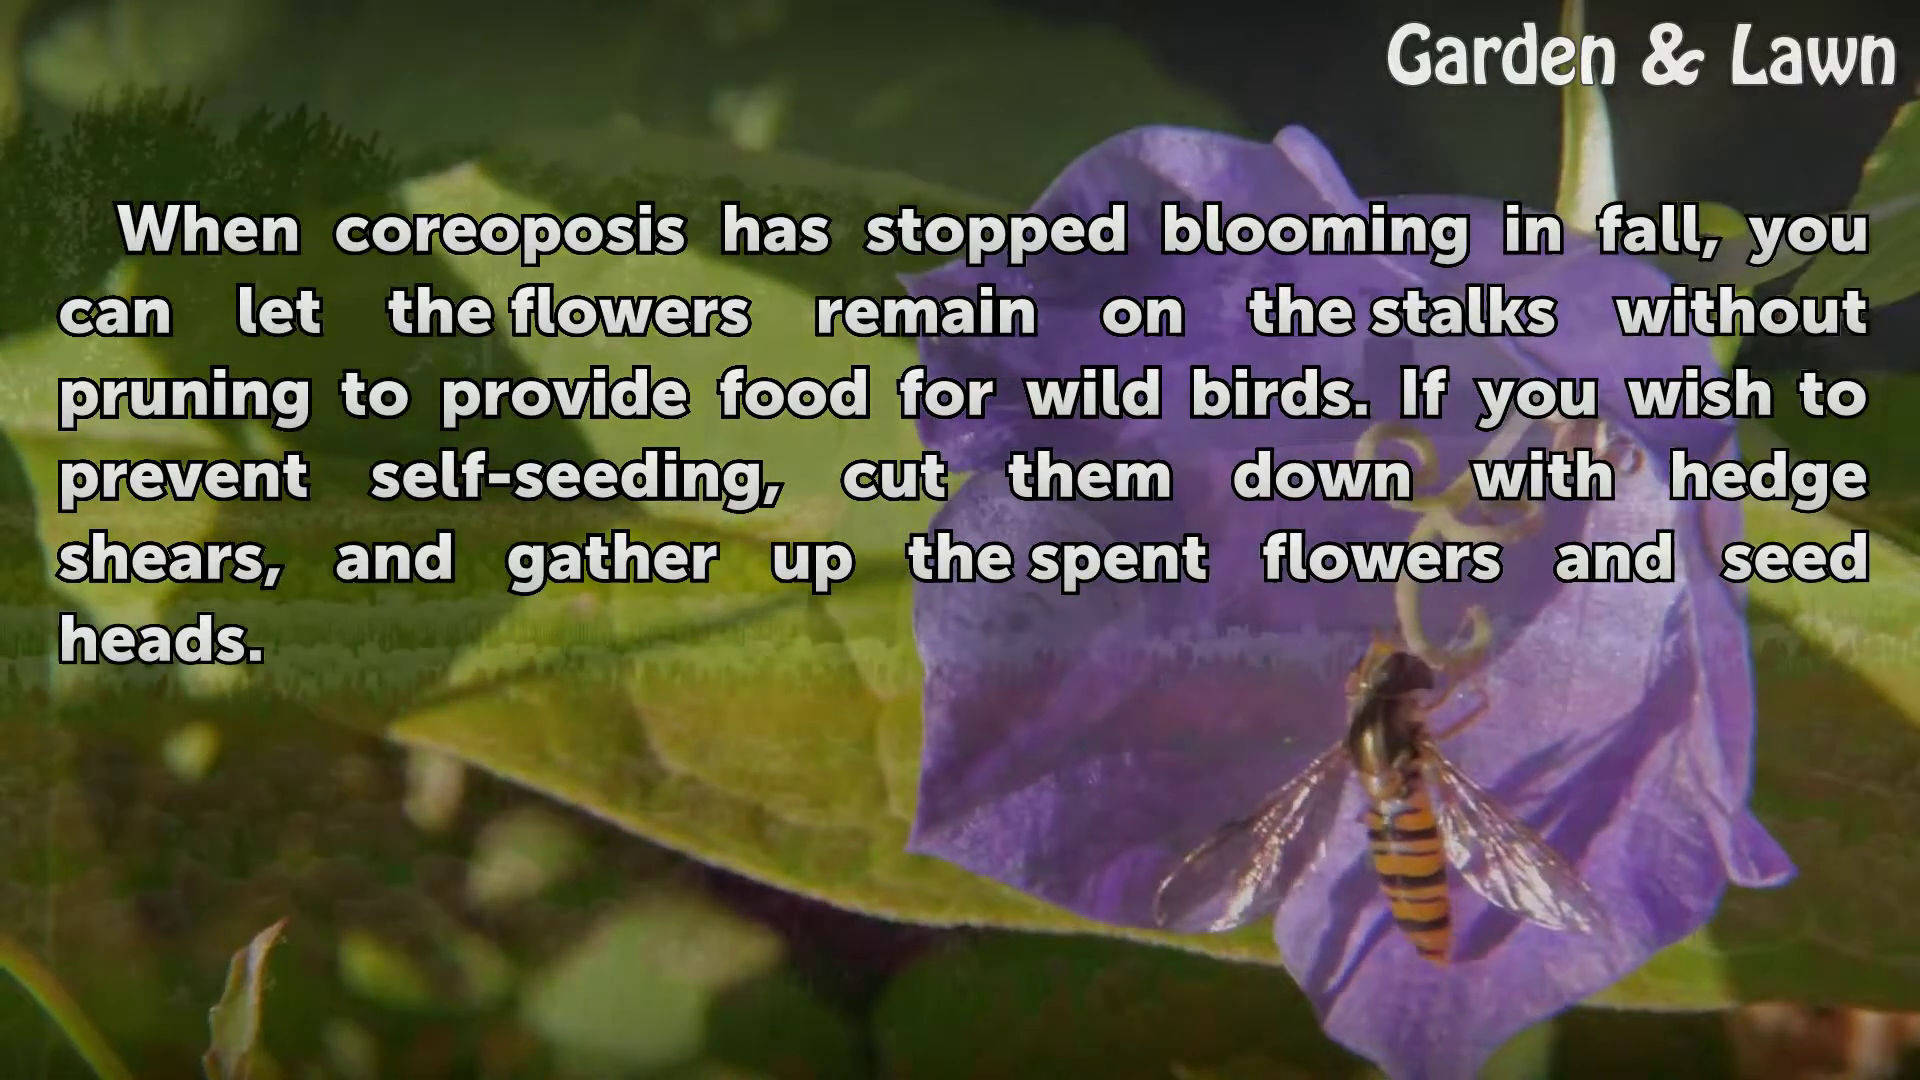 Garden & Lawn
When coreoposis has stopped blooming in fall, you
can let the flowers remain on the stalks without
pruning to provide food for wild birds. If you wish to
prevent self-seeding, cut them down with hedge
shears, and gather up the spent flowers and seed
heads.